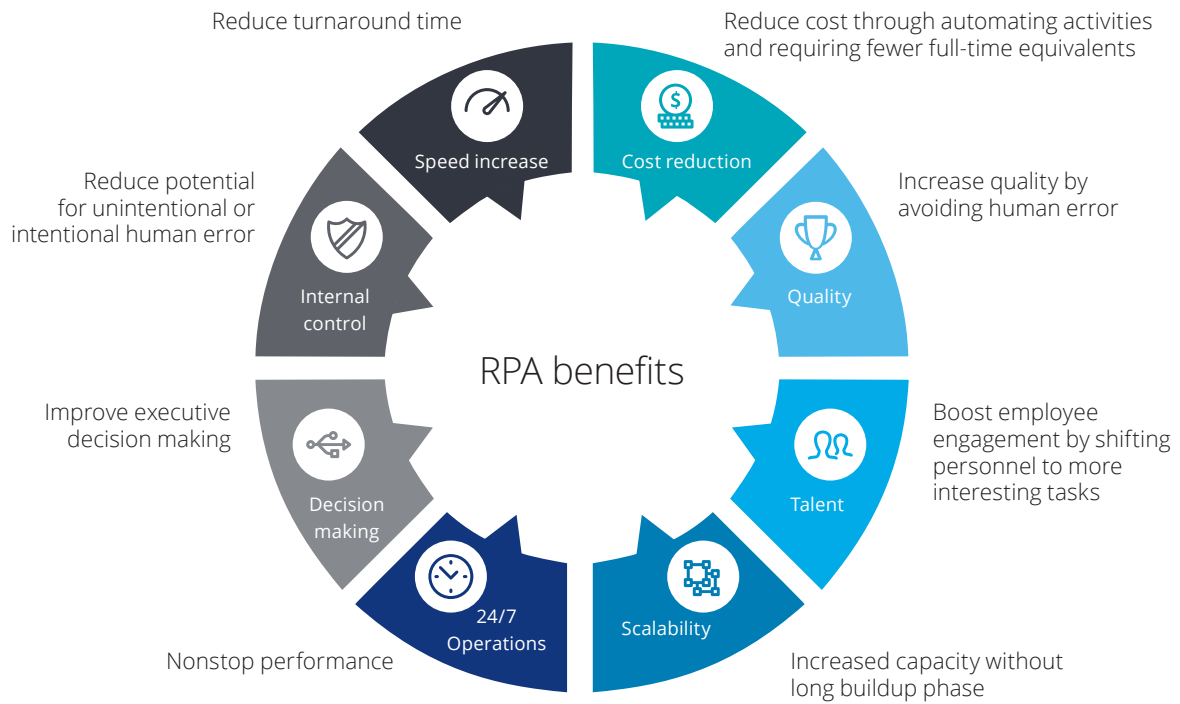 Reduce turnaround time
Reduce cost through automating activities
and requiring fewer full-time equivalents
Speed increase
Cost reduction
Reduce potential
for unintentional or
intentional human error
Increase quality by
avoiding human error
Internal
control
Quality
RPA benefits
Improve executive
decision making
Boost employee
engagement by shifting
personnel to more
interesting tasks
Decision
making
Talent
24/7
Operations
Scalability
Nonstop performance
Increased capacity without
long buildup phase
$